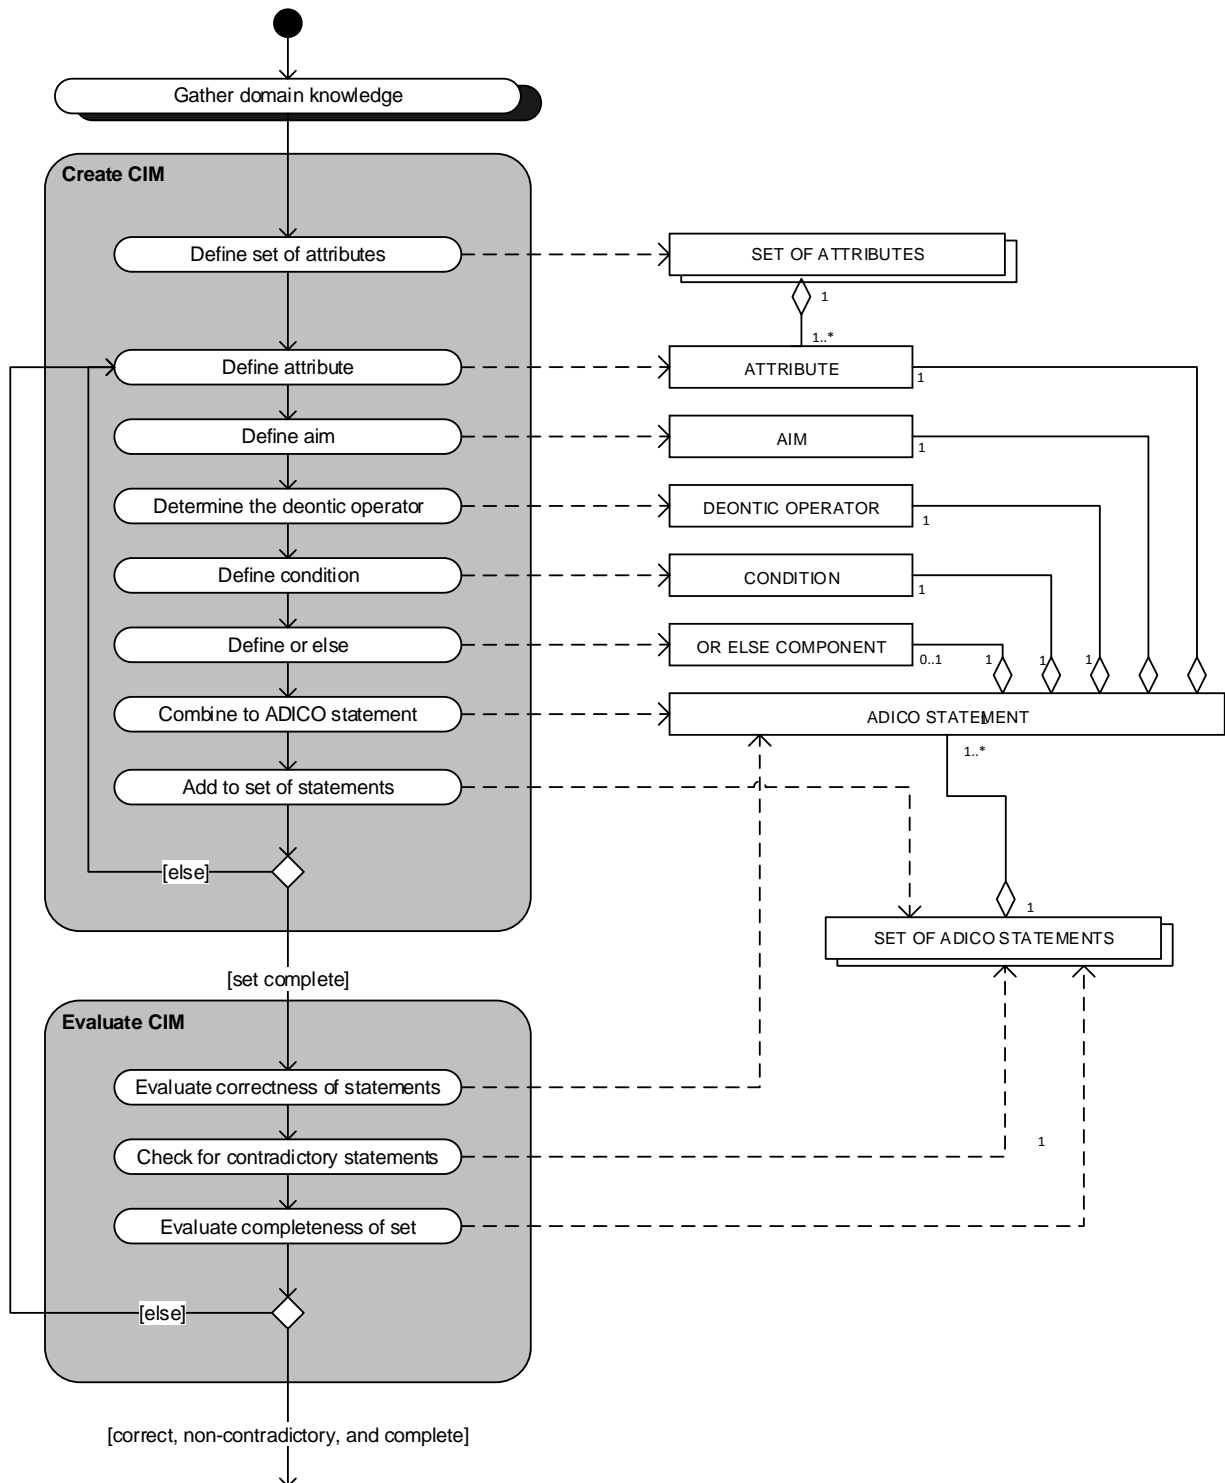 Gather domain knowledge
Create CIM
Define set of attributes
SET OF ATTRIBUTES
1
1..*
Define attribute
ATTRIBUTE
1
Define aim
AIM
1
Determine the deontic operator
DEONTIC OPERATOR
1
Define condition
CONDITION
1
Define or else
OR ELSE COMPONENT
0..1
1
1
1
Combine to ADICO statement
ADICO STATEMENT
1
1..*
Add to set of statements
[else]
1
SET OF ADICO STATEMENTS
[set complete]
Evaluate CIM
Evaluate correctness of statements
Check for contradictory statements
1
Evaluate completeness of set
[else]
[correct, non-contradictory, and complete]